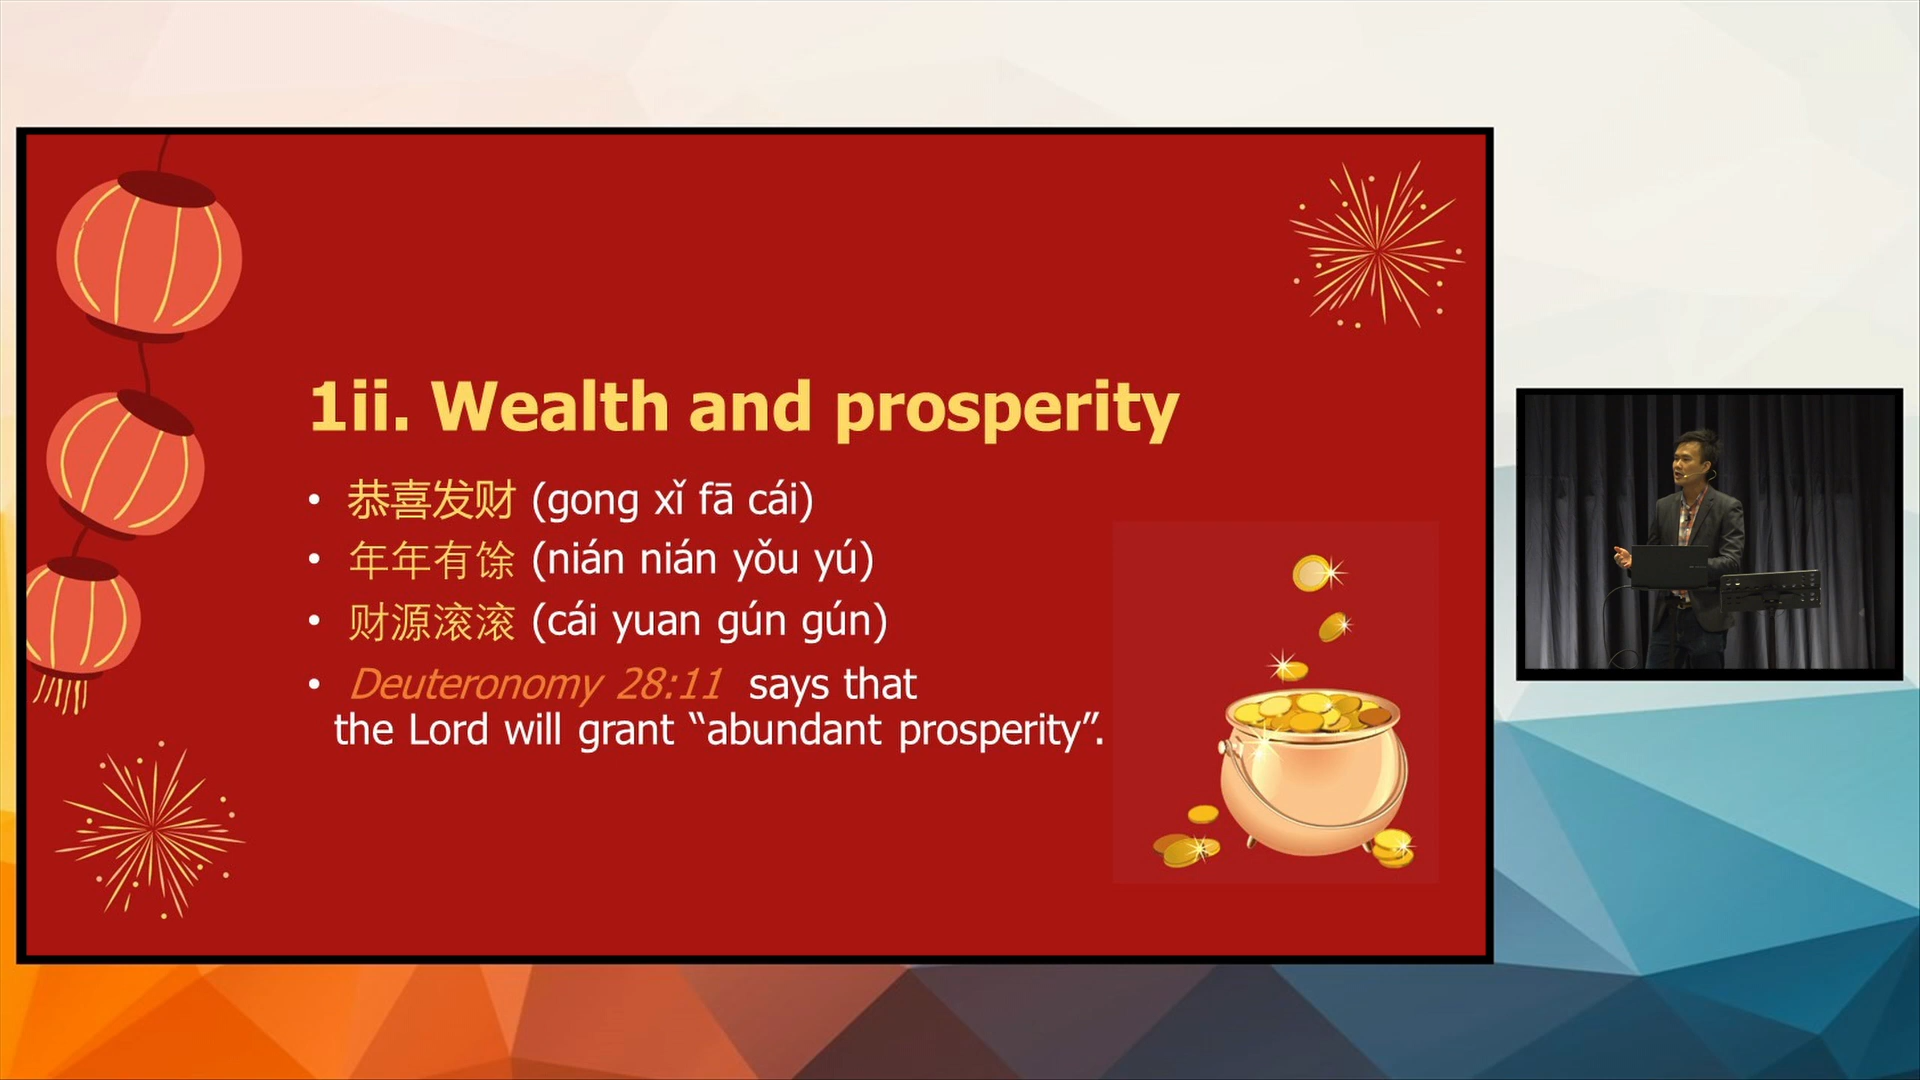 1ii. Wealth and prosperity
• 恭喜发财 (gong xǐ fā cái)
• 年年有馀 (nián nián yǒu yú)
• 财源滚滚 (cái yuan gún gún)
• Deuteronomy 28:11 says that
the Lord will grant “abundant prosperity”.